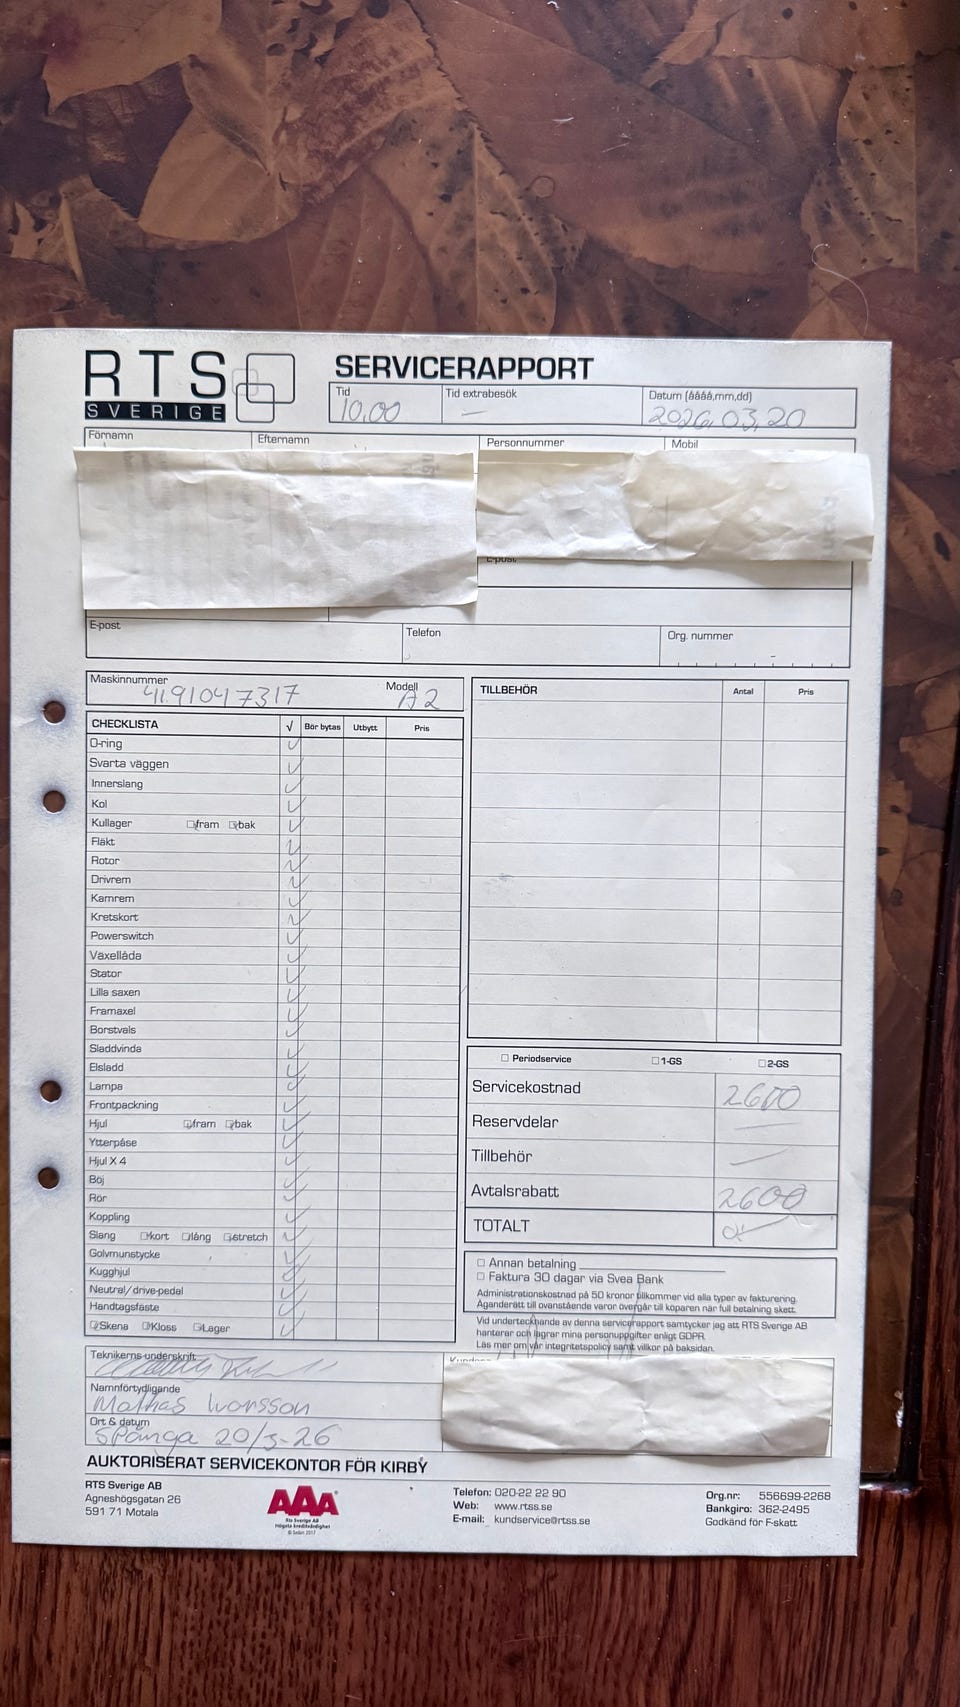 RTS
SVERIGE
SERVICERAPPORT
Tid Tid extrabesök Datum (åååå,mm,dd)
10.00 — 2026.03.20
Förnamn Efternamn Personnummer Mobil
E-post
E-post Telefon Org. nummer
Maskinnummer Modell
4191047317 A2
CHECKLISTA √ Bör bytas Utbytt Pris
O-ring √
Svarta väggen √
Innerslang √
Kol √
Kullager fram bak √
Fläkt √
Rotor √
Drivrem √
Kamrem √
Kretskort √
Powerswitch √
Växellåda √
Stator √
Lilla saxen √
Framaxel √
Borstvals √
Sladdvinda √
Elsladd √
Lampa √
Frontpackning √
Hjul fram bak √
Ytterpåse √
Hjul X 4 √
Böj √
Rör √
Koppling √
Slang kort lång stretch √
Golvmunstycke √
Kugghjul √
Neutral/drive-pedal √
Handtagsfäste √
Skena Kloss Lager √
TILLBEHÖR Antal Pris
Periodservice 1-GS 2-GS
Servicekostnad 2600
Reservdelar —
Tillbehör —
Avtalsrabatt 2600
TOTALT
Annan betalning
Faktura 30 dagar via Svea Bank
Administrationskostnad på 50 kronor tillkommer vid alla typer av fakturering.
Äganderätt till ovanstående varor övergår till köparen när full betalning skett.
Vid undertecknande av denna servicerapport samtycker jag att RTS Sverige AB
hanterar och lagrar mina personuppgifter enligt GDPR.
Läs mer om vår integritetspolicy samt villkor på baksidan.
Teknikerns underskrift
Namnförtydligande
Mathias Ivarsson
Ort & datum
Spånga 20/3-26
AUKTORISERAT SERVICEKONTOR FÖR KIRBY
RTS Sverige AB
Agneshögsgatan 26
591 71 Motala
AAA
Rts Sverige AB
Högsta kreditvärdighet
Telefon: 020-22 22 90
Web: www.rtss.se
E-mail: kundservice@rtss.se
Org.nr: 556699-2268
Bankgiro: 362-2495
Godkänd för F-skatt